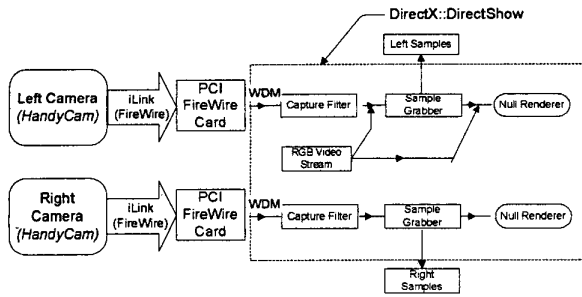 DirectX::DirectShow
Left Samples
Left Camera
(HandyCam)
iLink
(FireWire)
PCI
FireWire
Card
WDM
Capture Filter
Sample
Grabber
Null Renderer
RGB Video
Stream
Right
Camera
(HandyCam)
iLink
(FireWire)
PCI
FireWire
Card
WDM
Capture Filter
Sample
Grabber
Null Renderer
Right
Samples